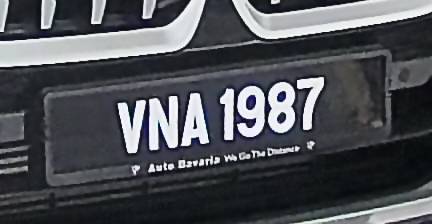 VNA 1987
Auto Bavaria We Go The Distance